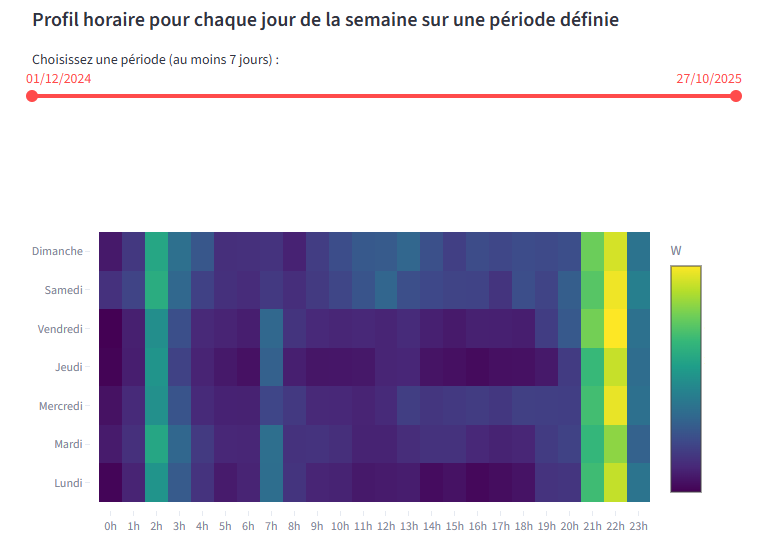 Profil horaire pour chaque jour de la semaine sur une période définie
Choisissez une période (au moins 7 jours) :
01/12/2024 27/10/2025
W
Dimanche
Samedi
Vendredi
Jeudi
Mercredi
Mardi
Lundi
0h 1h 2h 3h 4h 5h 6h 7h 8h 9h 10h 11h 12h 13h 14h 15h 16h 17h 18h 19h 20h 21h 22h 23h